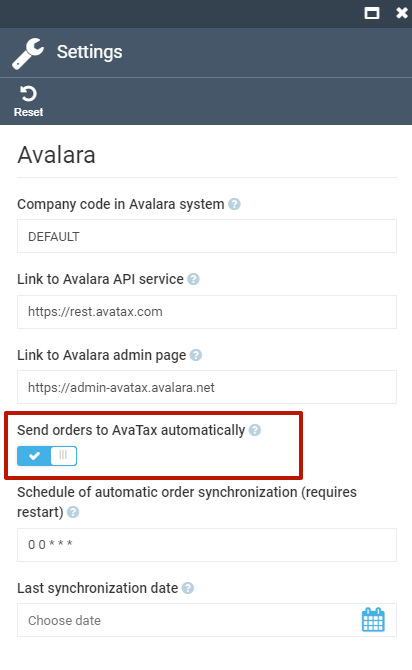 Settings
Reset
Avalara
Company code in Avalara system ?
DEFAULT
Link to Avalara API service ?
https://rest.avatax.com
Link to Avalara admin page ?
https://admin-avatax.avalara.net
Send orders to AvaTax automatically ?
Schedule of automatic order synchronization (requires
restart) ?
0 0 * * *
Last synchronization date ?
Choose date